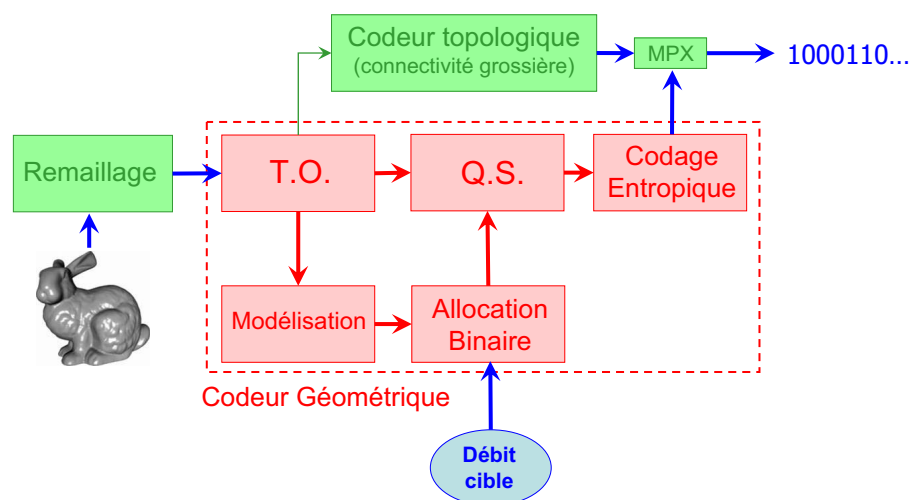 Codeur topologique
(connectivité grossière)
MPX
1000110...
Remaillage
T.O.
Q.S.
Codage
Entropique
Modélisation
Allocation
Binaire
Codeur Géométrique
Débit
cible